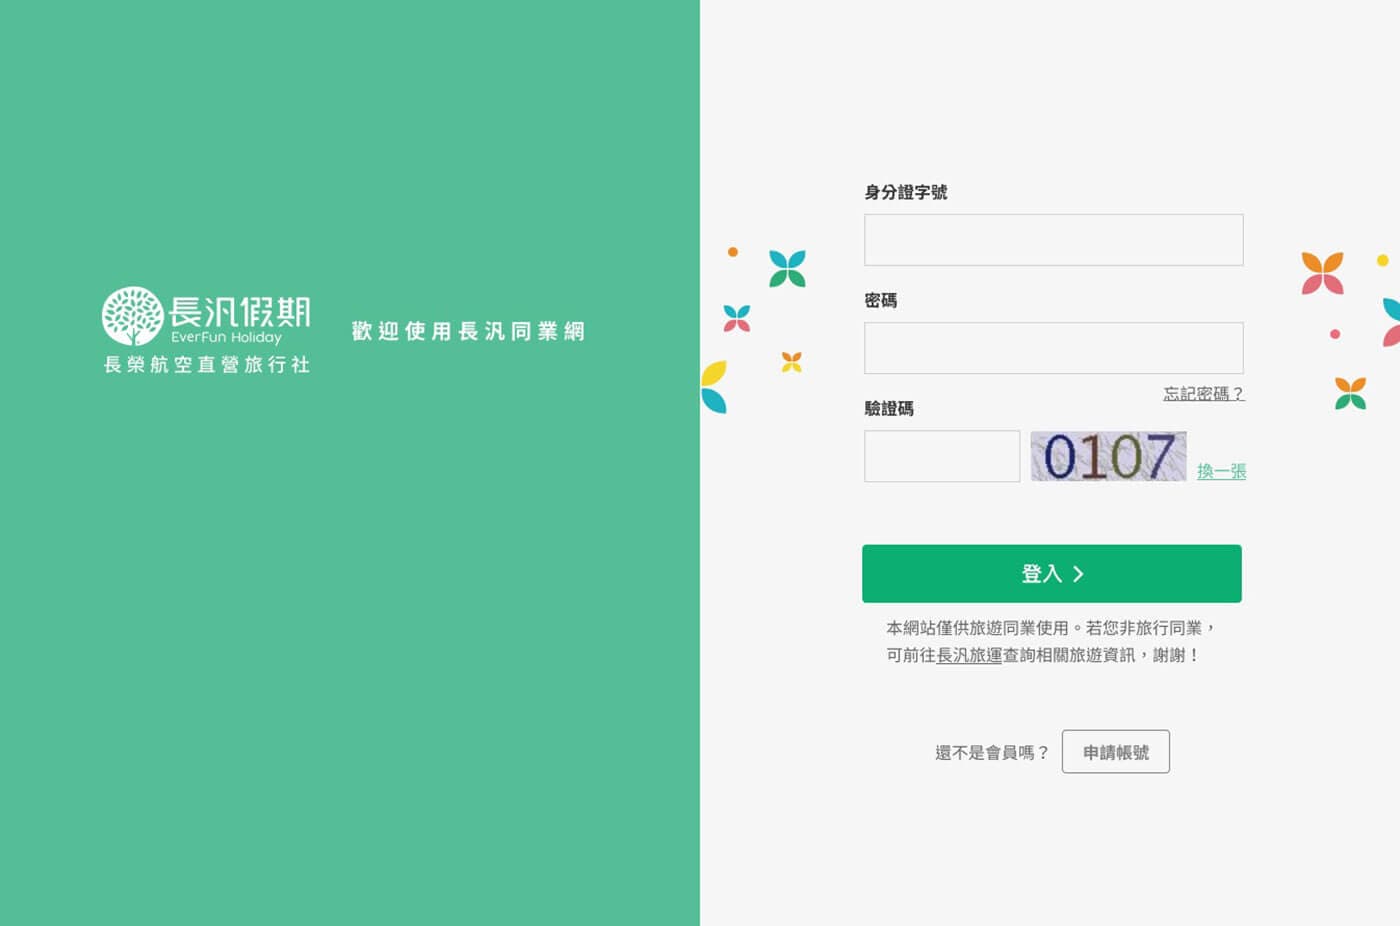 長汎假期
EverFun Holiday
長榮航空直營旅行社
歡迎使用長汎同業網
身分證字號
密碼
忘記密碼？
驗證碼
0107
換一張
登入
本網站僅供旅遊同業使用。若您非旅行同業，
可前往長汎旅運查詢相關旅遊資訊，謝謝！
還不是會員嗎？ 申請帳號